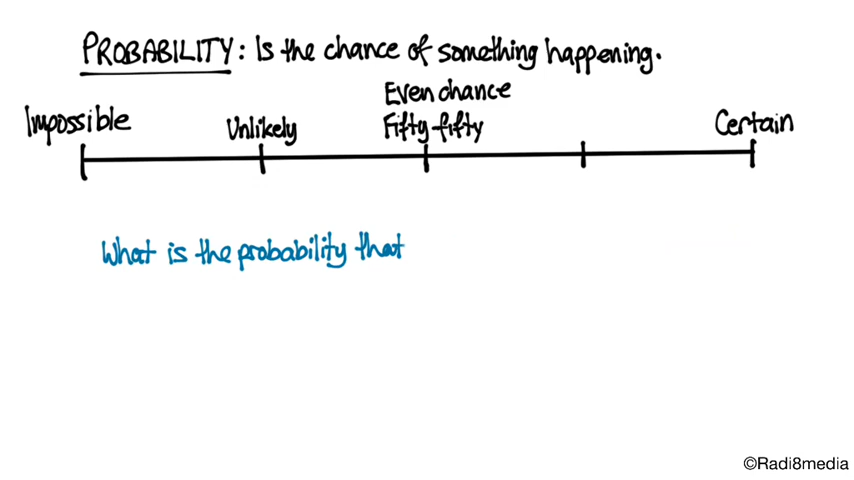 PROBABILITY: Is the chance of something happening.
Even chance
Impossible Unlikely Fifty-fifty Certain
What is the probability that
©Radi8media